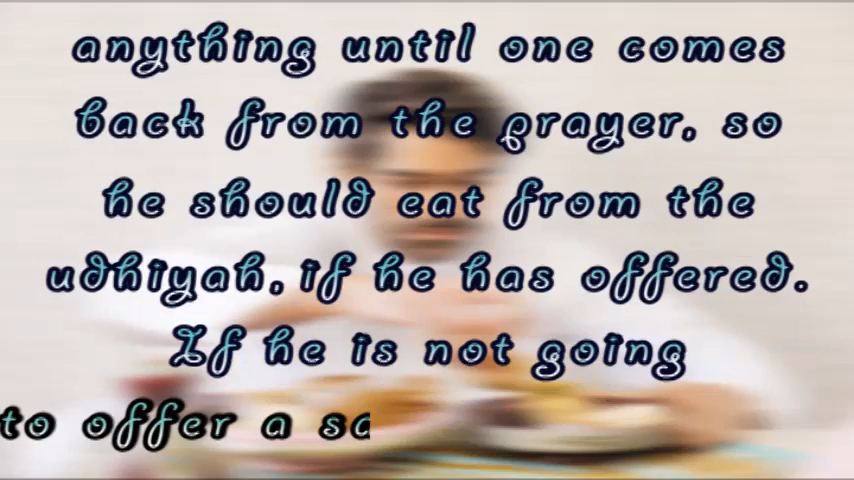 anything until one comes
back from the prayer, so
he should eat from the
udhiyah, if he has offered.
If he is not going
to offer a